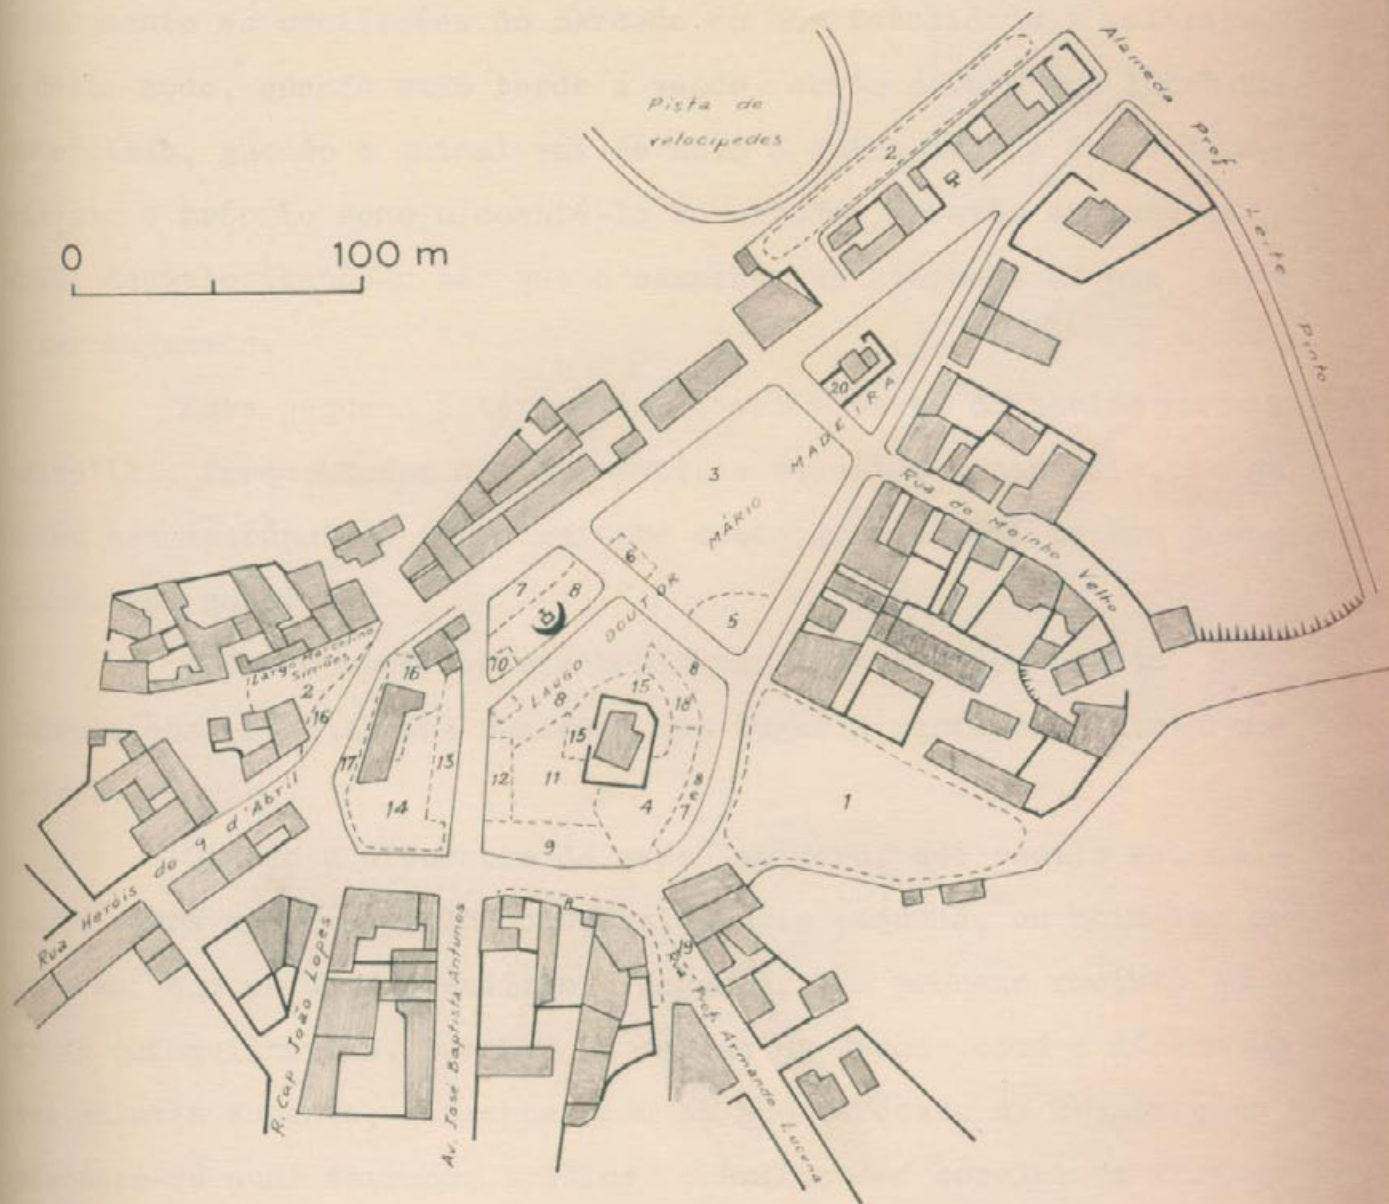 Pista de
velocipedes
Alameda Prof. Leite Pinto
2
0 100 m
20
3
LARGO DOUTOR MÁRIO MADEIRA
Rua do Moinho Velho
6
7
8
5
10
Largo Marcelino
Simões
2
16
16
8
15
8
18
15
17
13
12
11
4
8
7
1
14
9
Rua Heróis do 9 d'Abril
R. Cap João Lopes
Av. José Baptista Antunes
19
Rua Prof. Armando Lucena